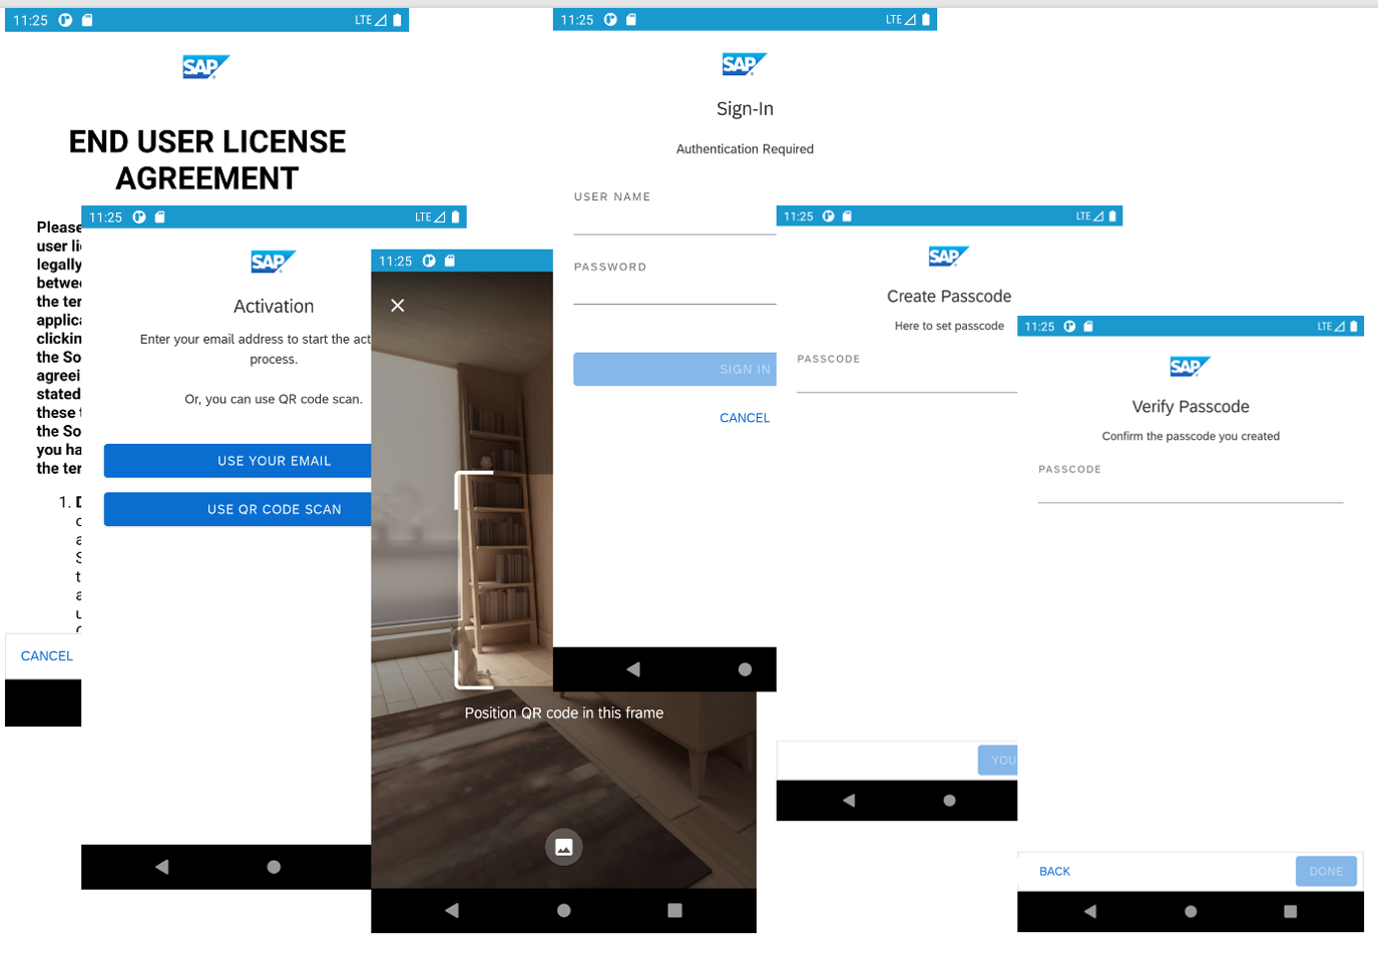 11:25
LTE
SAP
END USER LICENSE
AGREEMENT
Please
user li
legally
betwe
the ter
applica
clickin
the So
agreei
stated
these t
the So
you ha
the ter
1. D
c
a
S
t
a
u
CANCEL
11:25
LTE
SAP
Activation
Enter your email address to start the act
process.
Or, you can use QR code scan.
USE YOUR EMAIL
USE QR CODE SCAN
11:25
Position QR code in this frame
11:25
LTE
SAP
Sign-In
Authentication Required
USER NAME
PASSWORD
SIGN IN
CANCEL
11:25
LTE
SAP
Create Passcode
Here to set passcode
PASSCODE
YOU
11:25
LTE
SAP
Verify Passcode
Confirm the passcode you created
PASSCODE
BACK
DONE